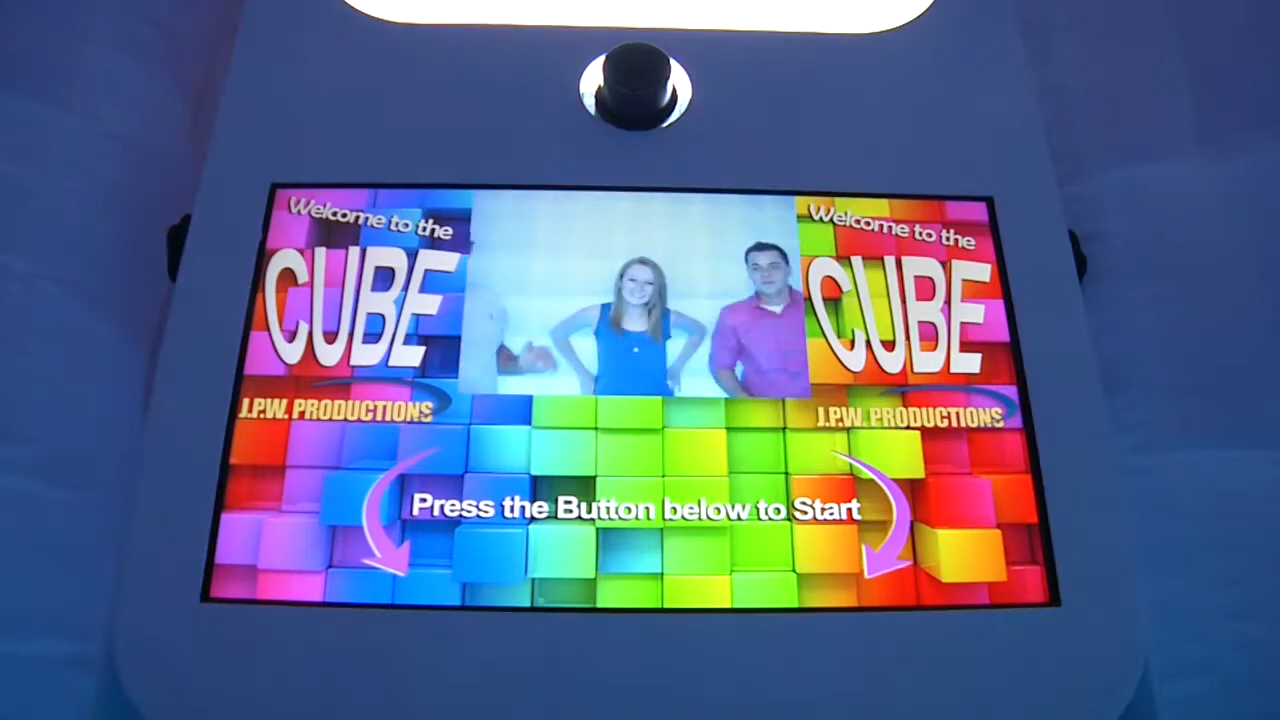 Welcome to the
CUBE
J.P.W. PRODUCTIONS
Welcome to the
CUBE
J.P.W. PRODUCTIONS
Press the Button below to Start